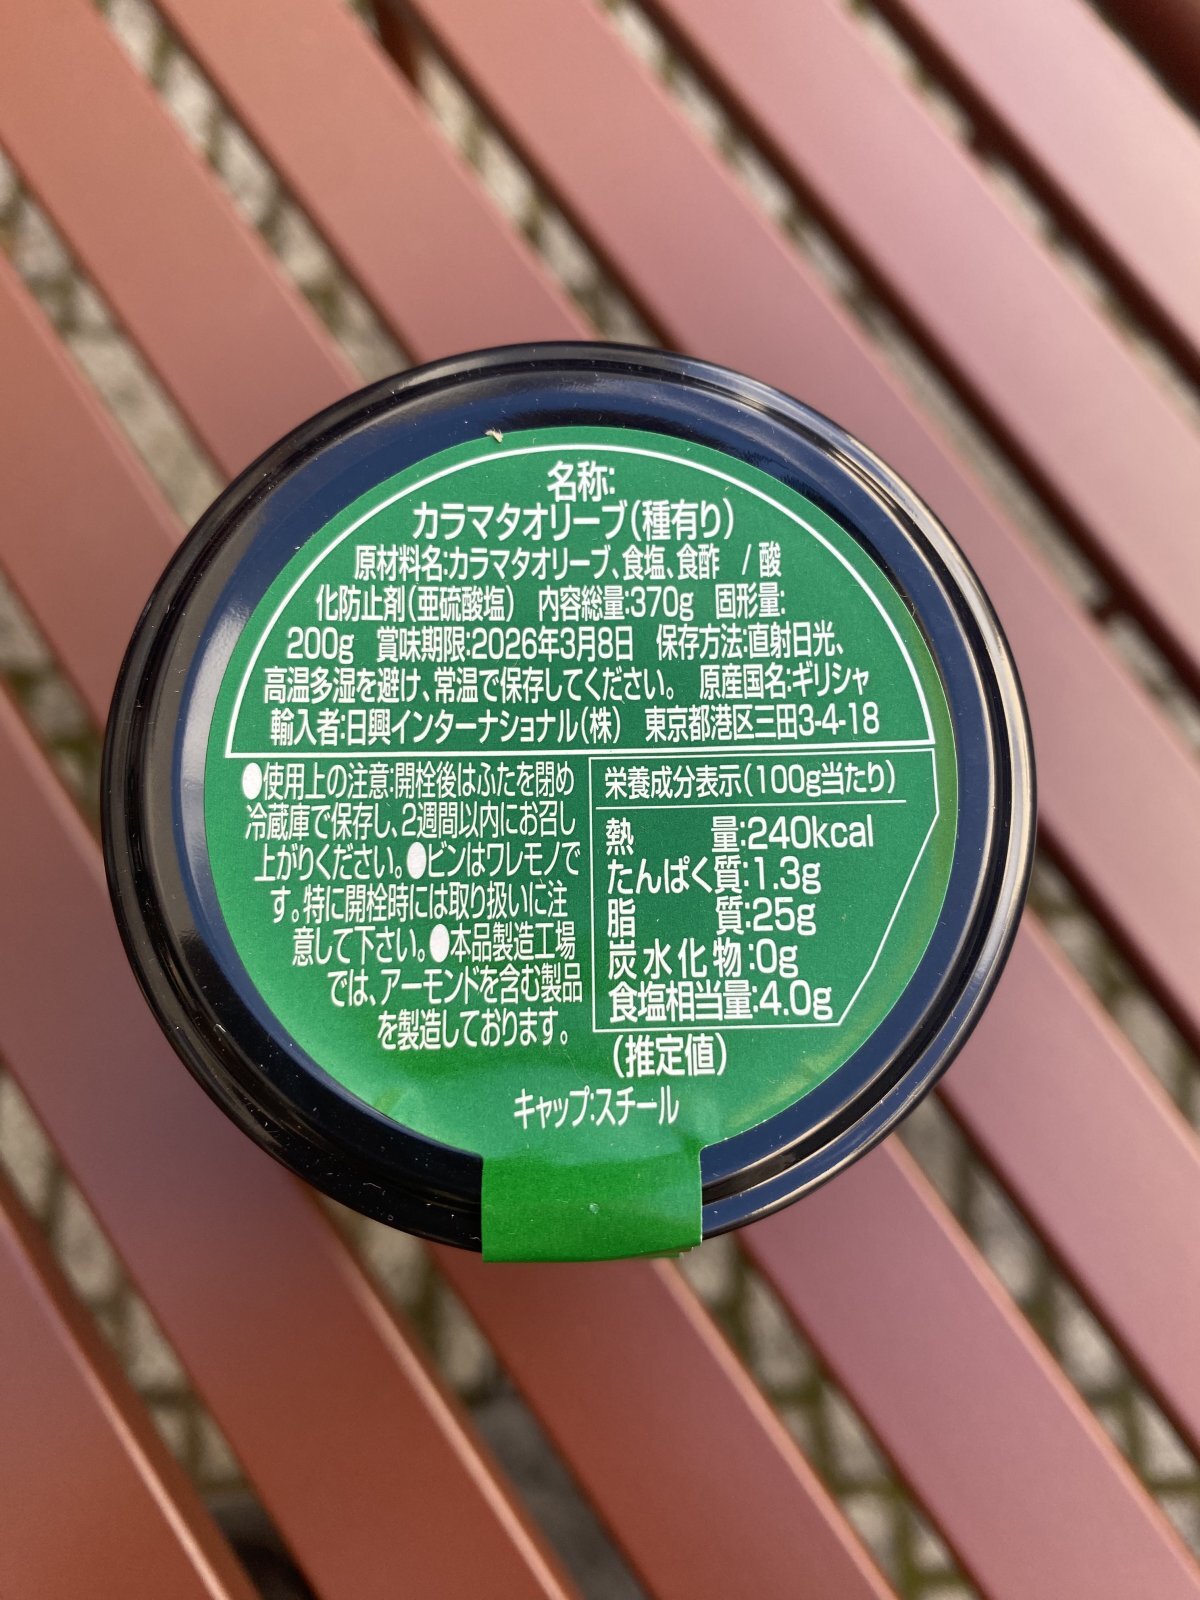 名称:
カラマタオリーブ(種有り)
原材料名:カラマタオリーブ、食塩、食酢 / 酸
化防止剤(亜硫酸塩) 内容総量:370g 固形量:
200g 賞味期限:2026年3月8日 保存方法:直射日光、
高温多湿を避け、常温で保存してください。 原産国名:ギリシャ
輸入者:日興インターナショナル(株) 東京都港区三田3-4-18
●使用上の注意:開栓後はふたを閉め
冷蔵庫で保存し、2週間以内にお召し
上がりください。●ビンはワレモノで
す。特に開栓時には取り扱いに注
意して下さい。●本品製造工場
では、アーモンドを含む製品
を製造しております。
栄養成分表示(100g当たり)
熱 量:240kcal
たんぱく質:1.3g
脂 質:25g
炭水化物:0g
食塩相当量:4.0g
(推定値)
キャップ:スチール